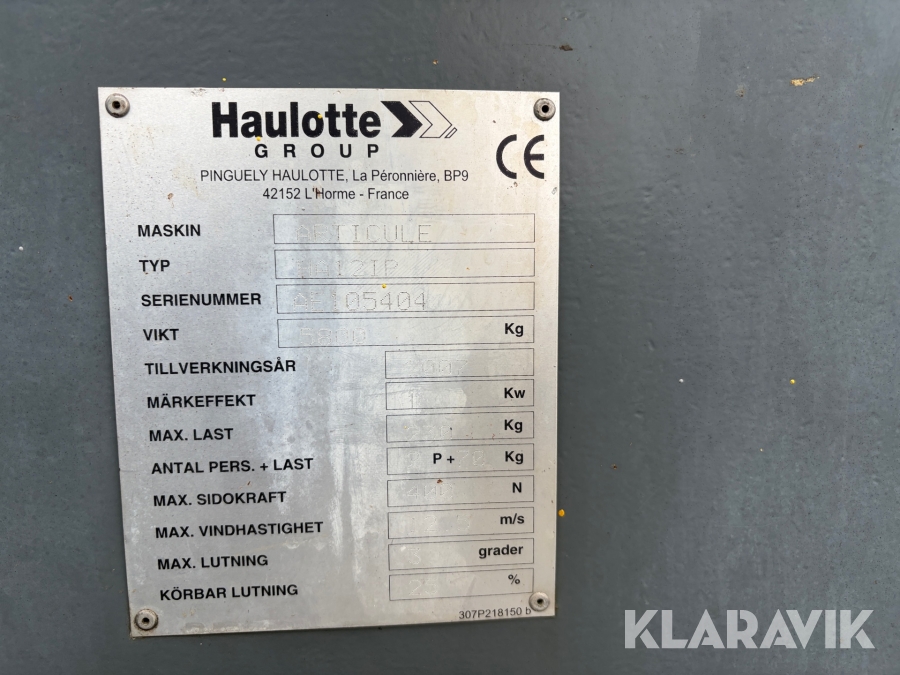 Haulotte
GROUP
PINGUELY HAULOTTE, La Péronnière, BP9
42152 L'Horme - France
CE
MASKIN ARTICULE
TYP
SERIENUMMER
VIKT Kg
TILLVERKNINGSÅR
MÄRKEFFEKT Kw
MAX. LAST Kg
ANTAL PERS. + LAST P + Kg
MAX. SIDOKRAFT N
MAX. VINDHASTIGHET m/s
MAX. LUTNING grader
KÖRBAR LUTNING %
307P218150 b
KLARAVIK